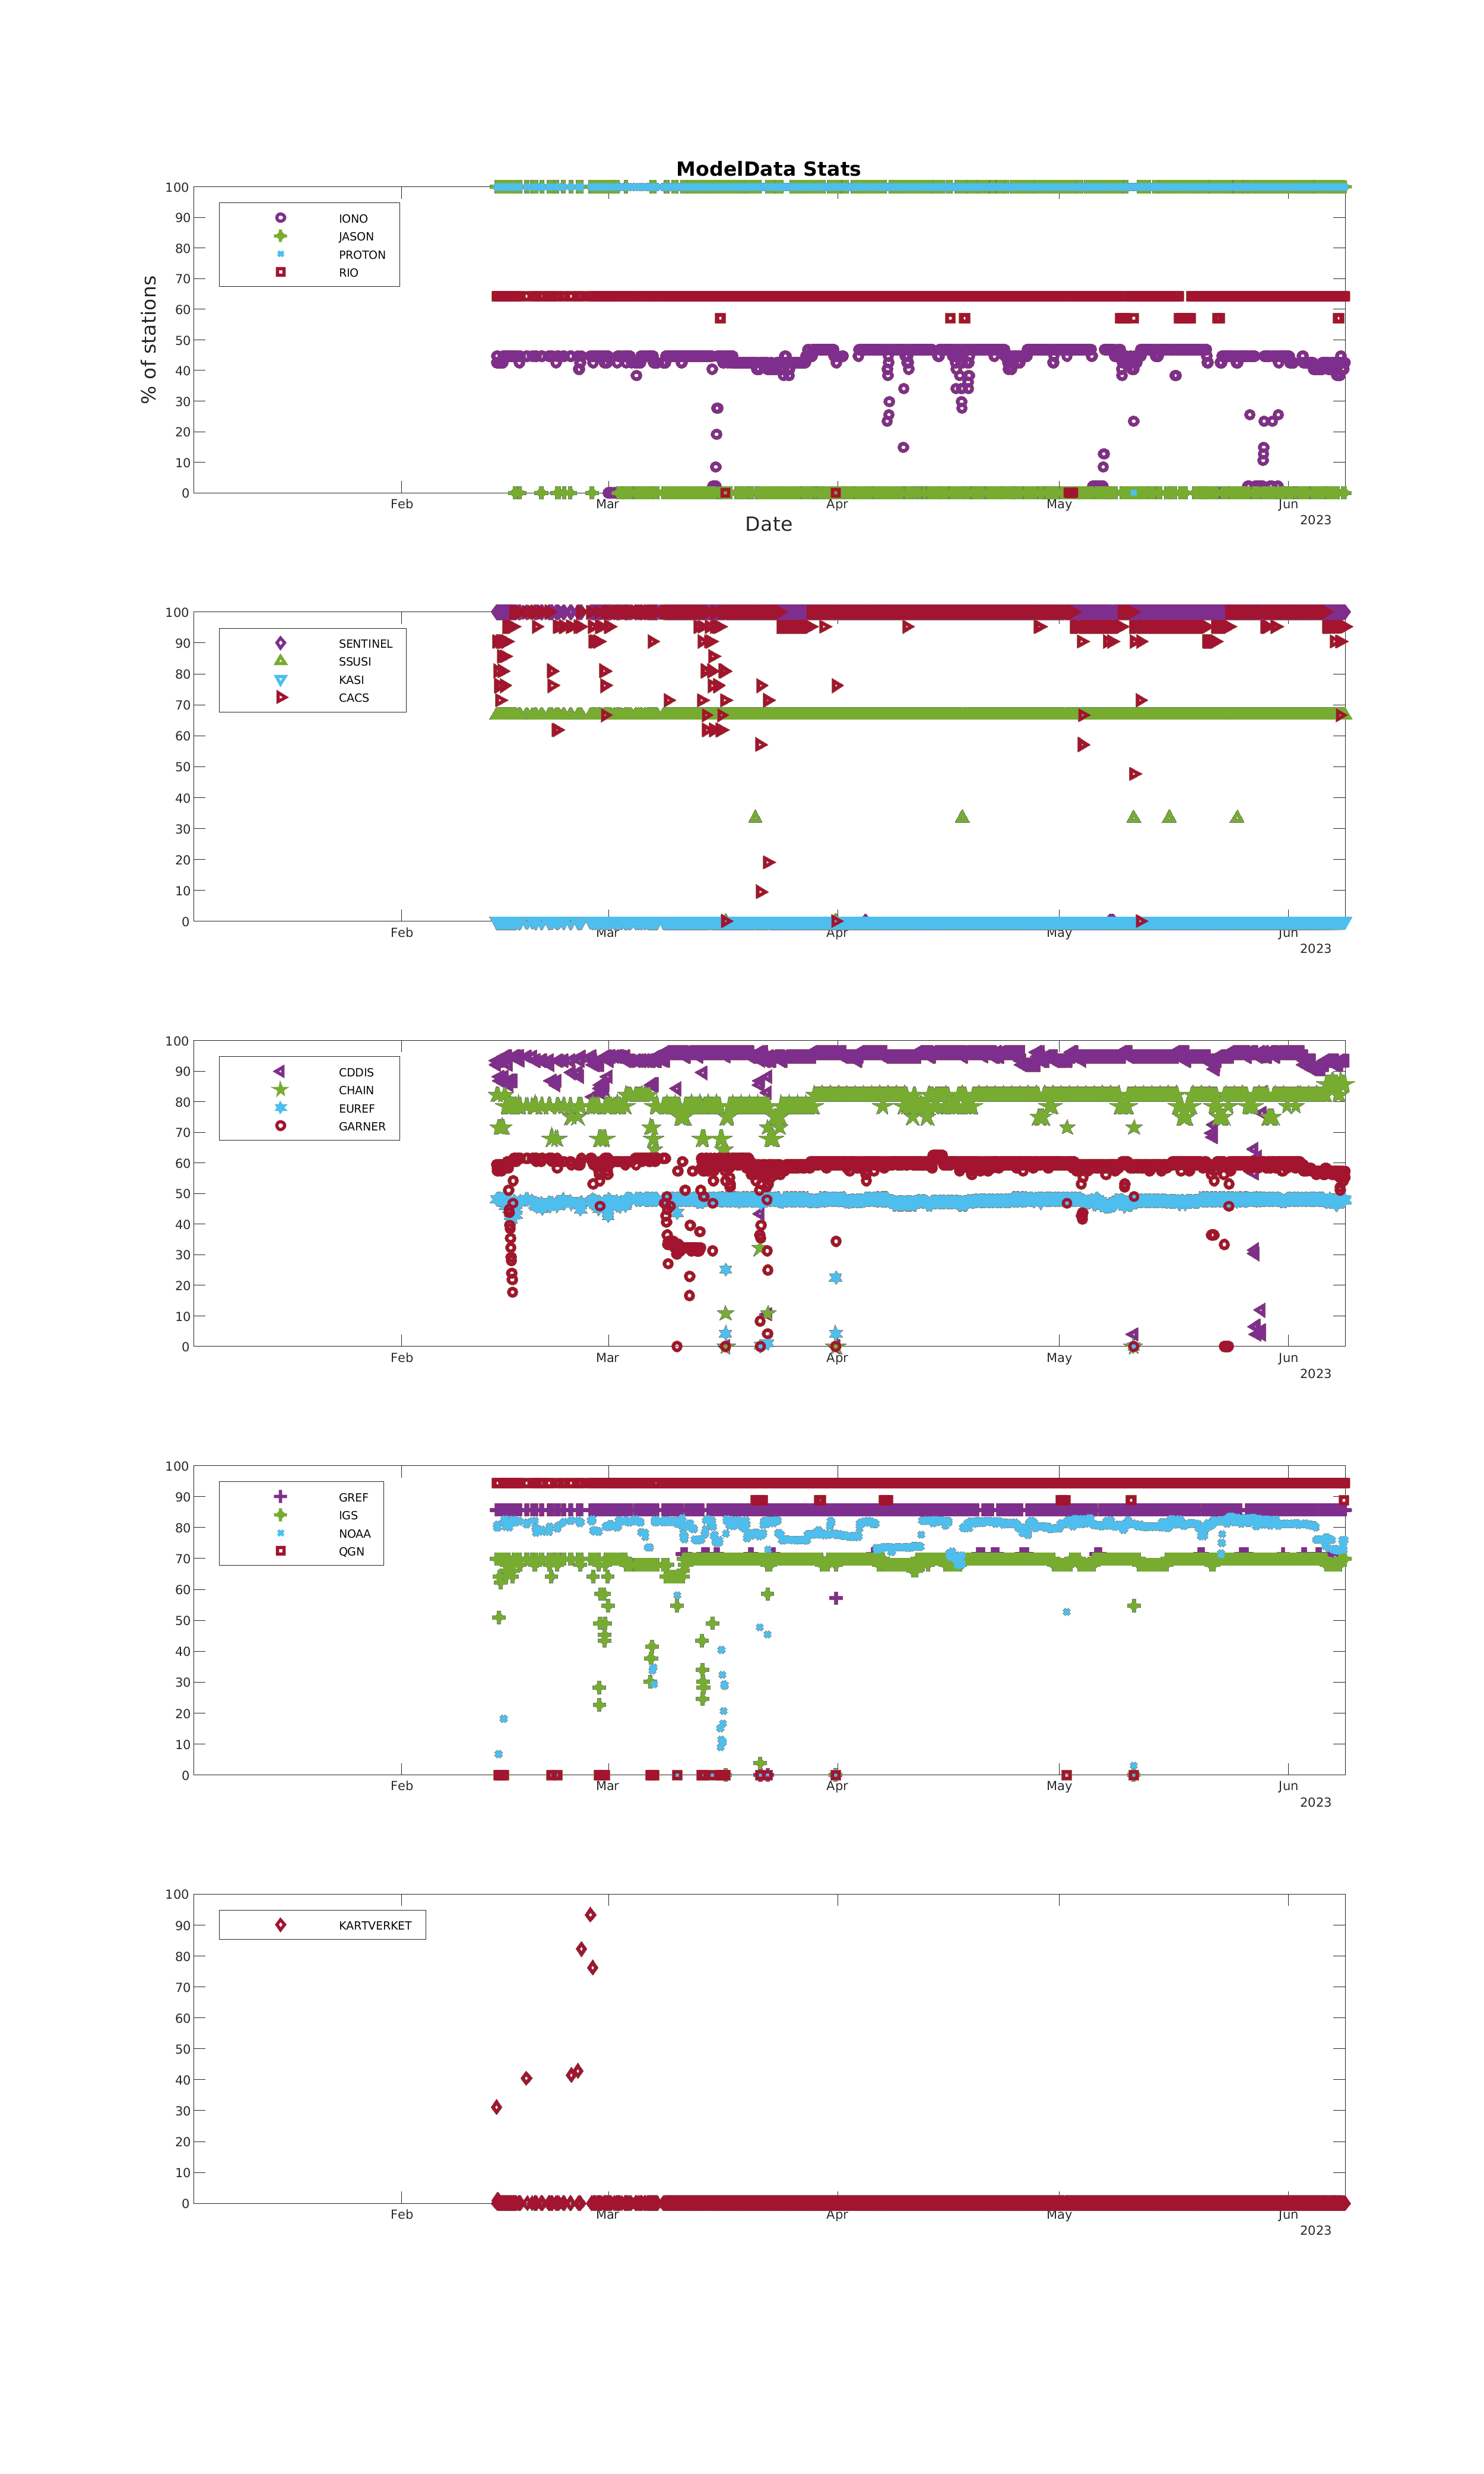 ModelData Stats
% of stations
100
90
80
70
60
50
40
30
20
10
0
IONO
JASON
PROTON
RIO
Feb Mar Apr May Jun
2023
Date
100
90
80
70
60
50
40
30
20
10
0
SENTINEL
SSUSI
KASI
CACS
Feb Mar Apr May Jun
2023
100
90
80
70
60
50
40
30
20
10
0
CDDIS
CHAIN
EUREF
GARNER
Feb Mar Apr May Jun
2023
100
90
80
70
60
50
40
30
20
10
0
GREF
IGS
NOAA
QGN
Feb Mar Apr May Jun
2023
100
90
80
70
60
50
40
30
20
10
0
KARTVERKET
Feb Mar Apr May Jun
2023